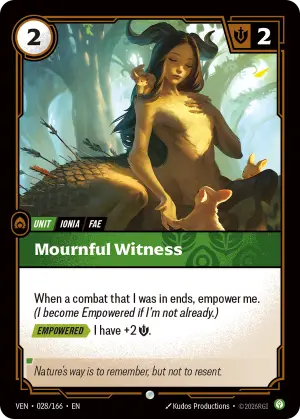 2
2
UNIT IONIA FAE
Mournful Witness
When a combat that I was in ends, empower me.
(I become Empowered if I'm not already.)
EMPOWERED I have +2
Nature's way is to remember, but not to resent.
VEN • 028/166 • EN Kudos Productions • ©2026RGI